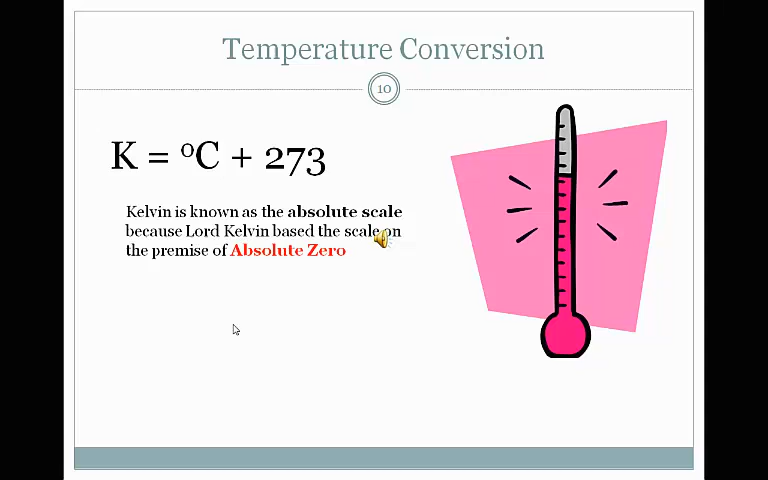 Temperature Conversion
10
K = ⁰C + 273
Kelvin is known as the absolute scale
because Lord Kelvin based the scale on
the premise of Absolute Zero